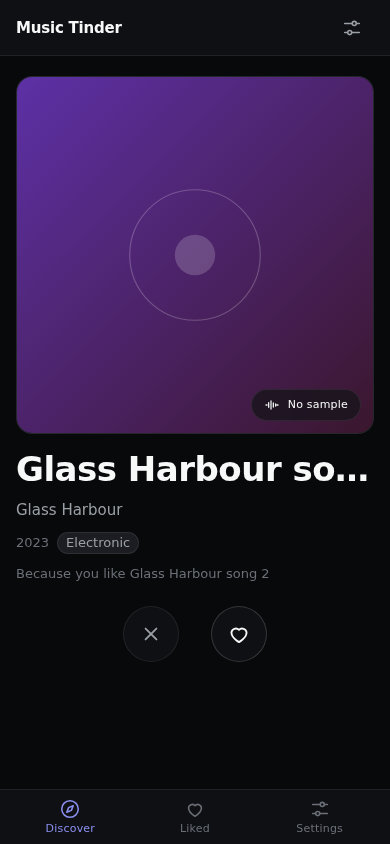 Music Tinder
No sample
Glass Harbour so...
Glass Harbour
2023 Electronic
Because you like Glass Harbour song 2
Discover
Liked
Settings